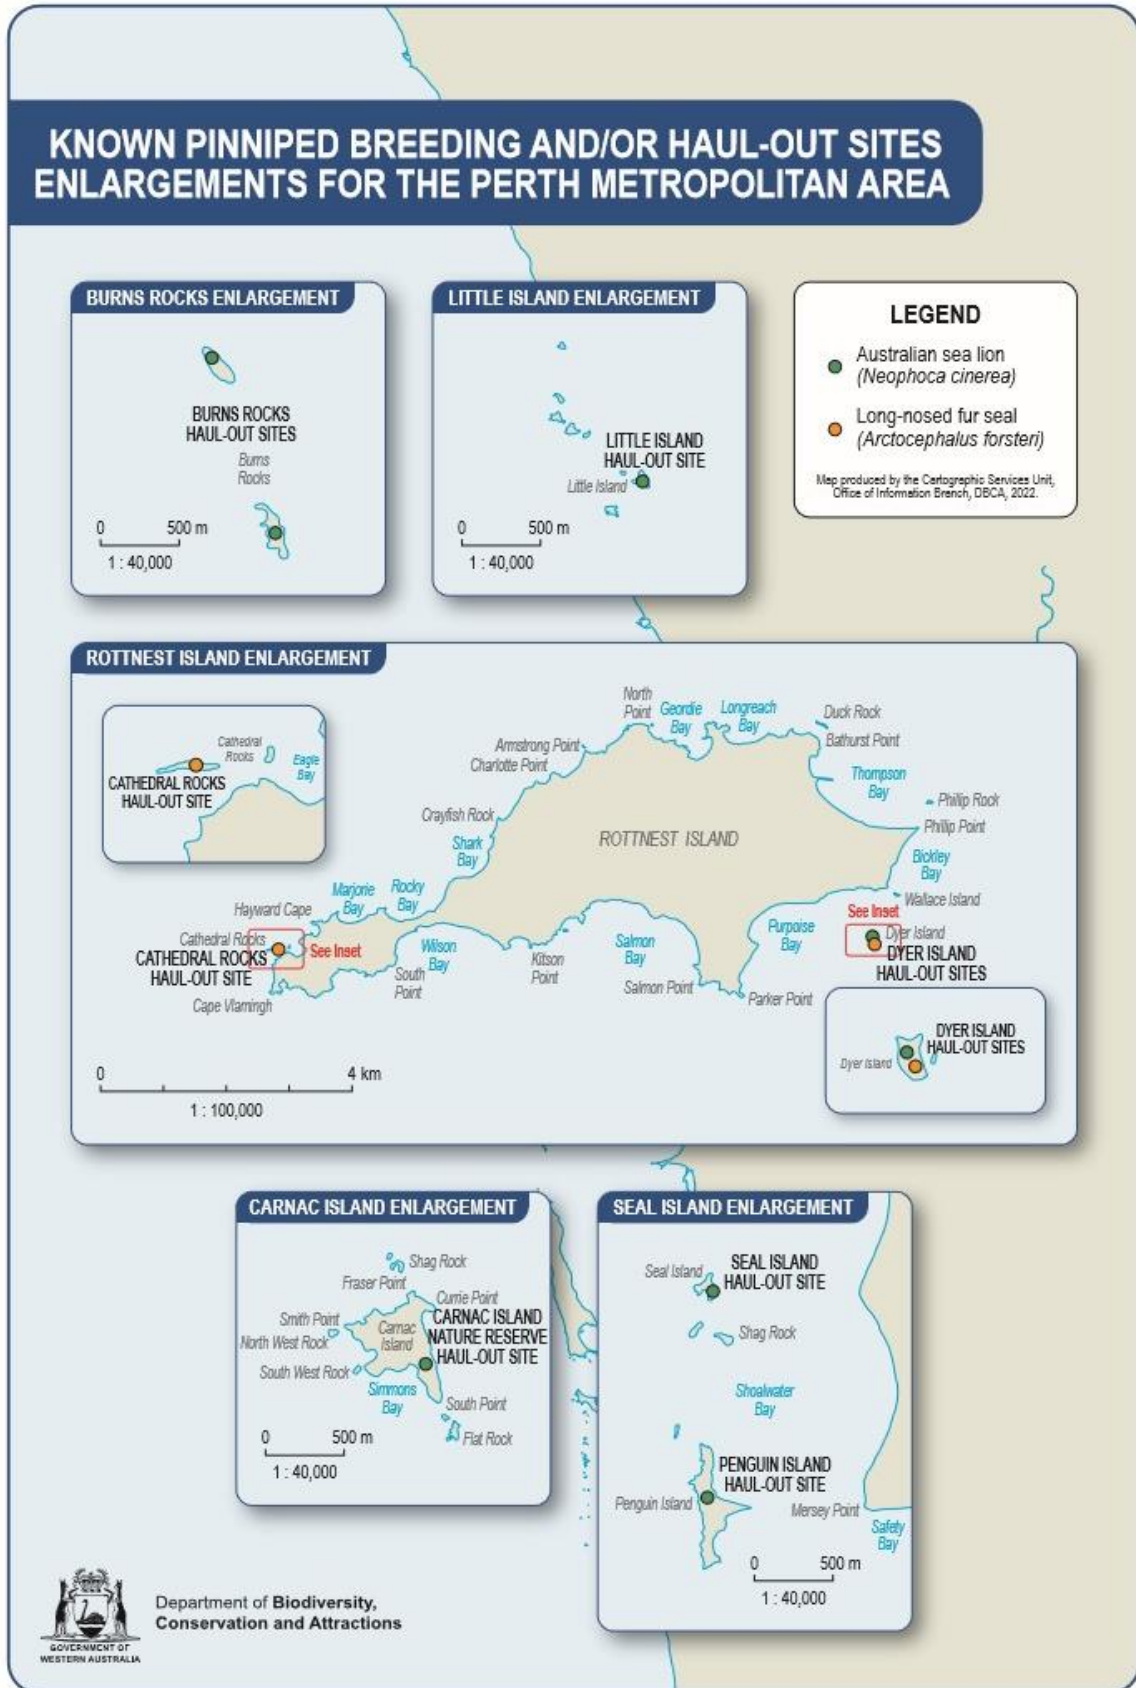 KNOWN PINNIPED BREEDING AND/OR HAUL-OUT SITES
ENLARGEMENTS FOR THE PERTH METROPOLITAN AREA
BURNS ROCKS ENLARGEMENT
BURNS ROCKS
HAUL-OUT SITES
Burns
Rocks
0 500 m
1 : 40,000
LITTLE ISLAND ENLARGEMENT
LITTLE ISLAND
HAUL-OUT SITE
Little Island
0 500 m
1 : 40,000
LEGEND
Australian sea lion
(Neophoca cinerea)
Long-nosed fur seal
(Arctocephalus forsteri)
Map produced by the Cartographic Services Unit,
Office of Information Branch, DBCA, 2022.
ROTTNEST ISLAND ENLARGEMENT
Cathedral
Rocks
Eagle
Bay
CATHEDRAL ROCKS
HAUL-OUT SITE
North
Point
Geordie
Bay
Longreach
Bay
Duck Rock
Bathurst Point
Armstrong Point
Charlotte Point
Thompson
Bay
Phillip Rock
Phillip Point
Crayfish Rock
Shark
Bay
ROTTNEST ISLAND
Bickley
Bay
Marjorie
Bay
Rocky
Bay
Hayward Cape
Wallace Island
See Inset
Cathedral Rocks
CATHEDRAL ROCKS
HAUL-OUT SITE
See Inset
Cape Vlamingh
Wilson
Bay
South
Point
Kitson
Point
Salmon
Bay
Salmon Point
Purpoise
Bay
Parker Point
Dyer Island
DYER ISLAND
HAUL-OUT SITES
DYER ISLAND
HAUL-OUT SITES
Dyer Island
0 4 km
1 : 100,000
CARNAC ISLAND ENLARGEMENT
Shag Rock
Fraser Point
Currie Point
Smith Point
North West Rock
Carnac
Island
CARNAC ISLAND
NATURE RESERVE
HAUL-OUT SITE
South West Rock
Simmons
Bay
South Point
Flat Rock
0 500 m
1 : 40,000
SEAL ISLAND ENLARGEMENT
Seal Island
SEAL ISLAND
HAUL-OUT SITE
Shag Rock
Shoalwater
Bay
PENGUIN ISLAND
HAUL-OUT SITE
Penguin Island
Mersey Point
Safety
Bay
0 500 m
1 : 40,000
Department of Biodiversity,
Conservation and Attractions
GOVERNMENT OF
WESTERN AUSTRALIA